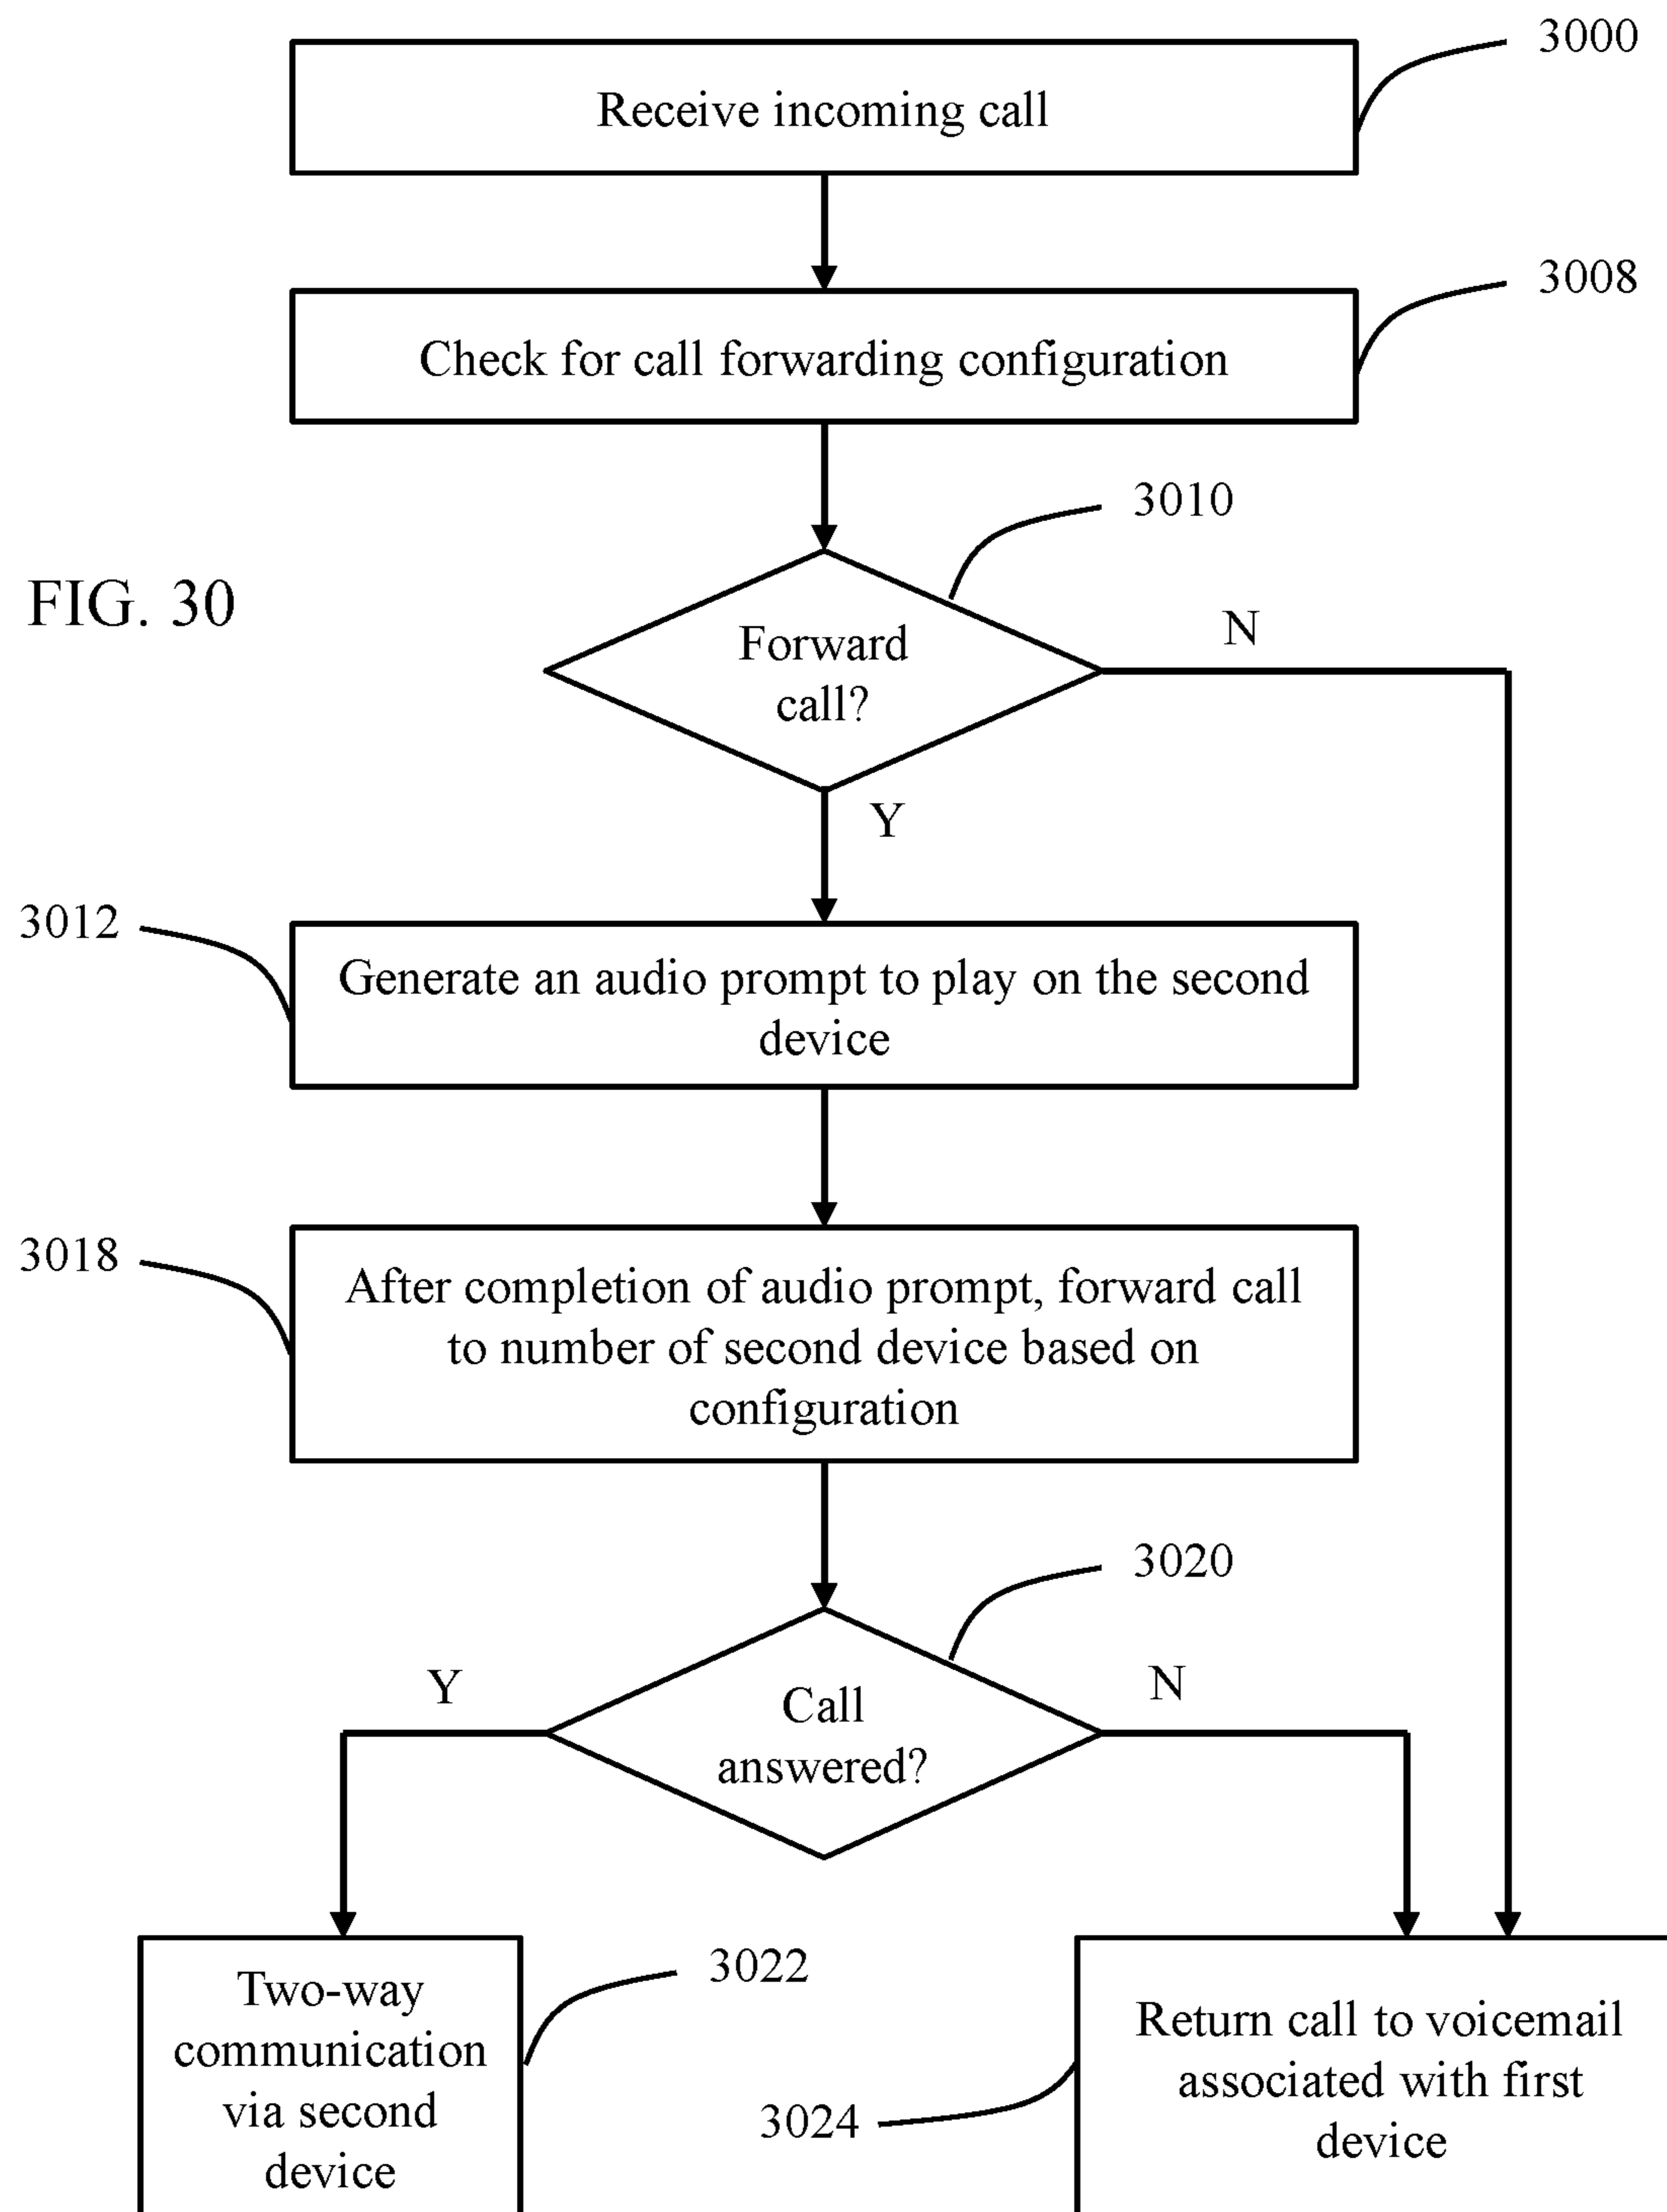 3000
Receive incoming call
3008
Check for call forwarding configuration
3010
FIG. 30
Forward
call?
N
Y
3012
Generate an audio prompt to play on the second
device
3018
After completion of audio prompt, forward call
to number of second device based on
configuration
3020
Y
N
Call
answered?
3022
Two-way
communication
via second
device
3024
Return call to voicemail
associated with first
device